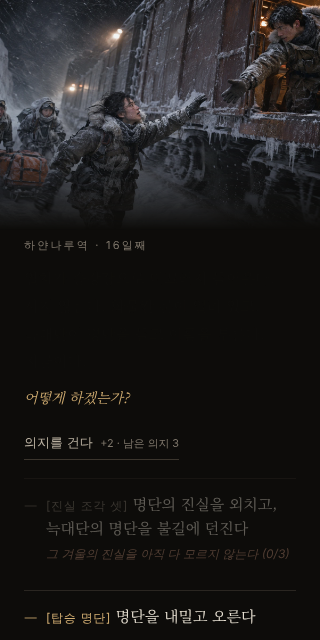 하얀나루역 · 16일째
어떻게 하겠는가?
의지를 건다 +2 · 남은 의지 3
— [진실 조각 셋] 명단의 진실을 외치고,
늑대단의 명단을 불길에 던진다
그 겨울의 진실을 아직 다 모르지 않는다 (0/3)
— [탑승 명단] 명단을 내밀고 오른다